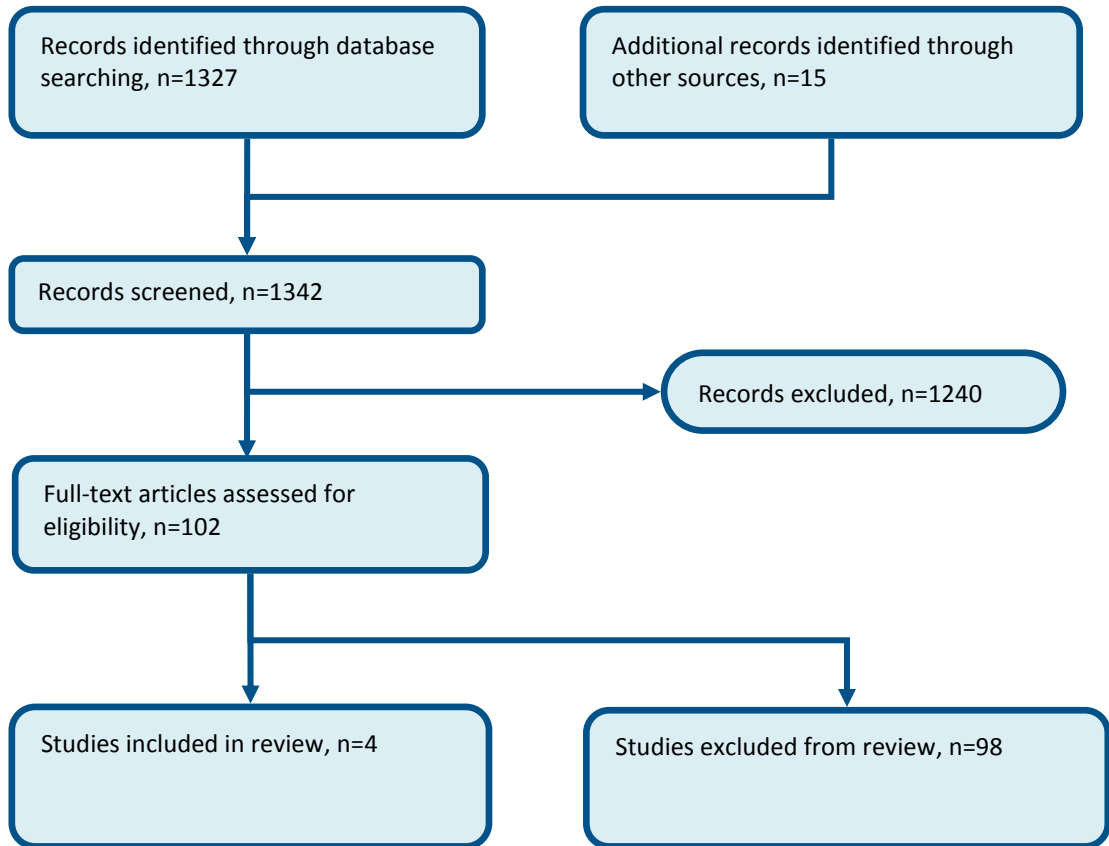 Records identified through database
searching, n=1327
Additional records identified through
other sources, n=15
Records screened, n=1342
Records excluded, n=1240
Full-text articles assessed for
eligibility, n=102
Studies included in review, n=4
Studies excluded from review, n=98